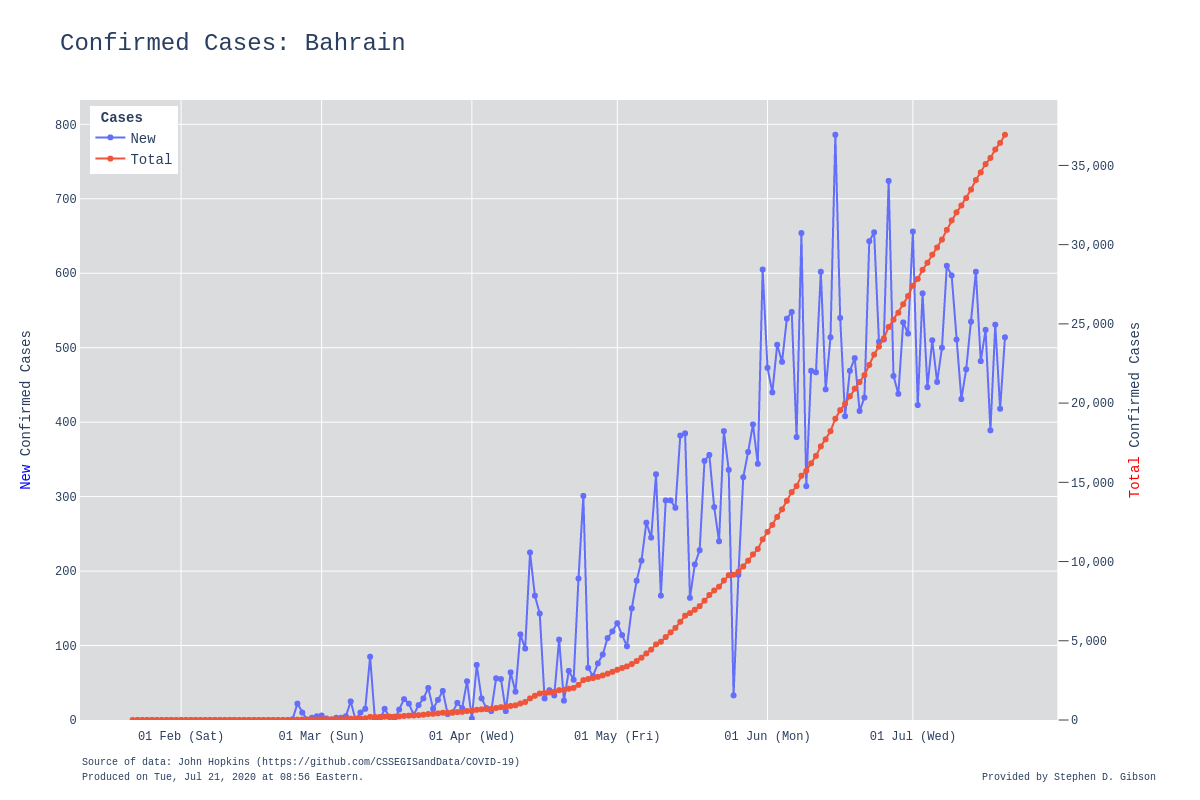 Confirmed Cases: Bahrain
Cases
New
Total
800
700
600
500
400
300
200
100
0
New Confirmed Cases
35,000
30,000
25,000
20,000
15,000
10,000
5,000
0
Total Confirmed Cases
01 Feb (Sat) 01 Mar (Sun) 01 Apr (Wed) 01 May (Fri) 01 Jun (Mon) 01 Jul (Wed)
Source of data: John Hopkins (https://github.com/CSSEGISandData/COVID-19)
Produced on Tue, Jul 21, 2020 at 08:56 Eastern.
Provided by Stephen D. Gibson